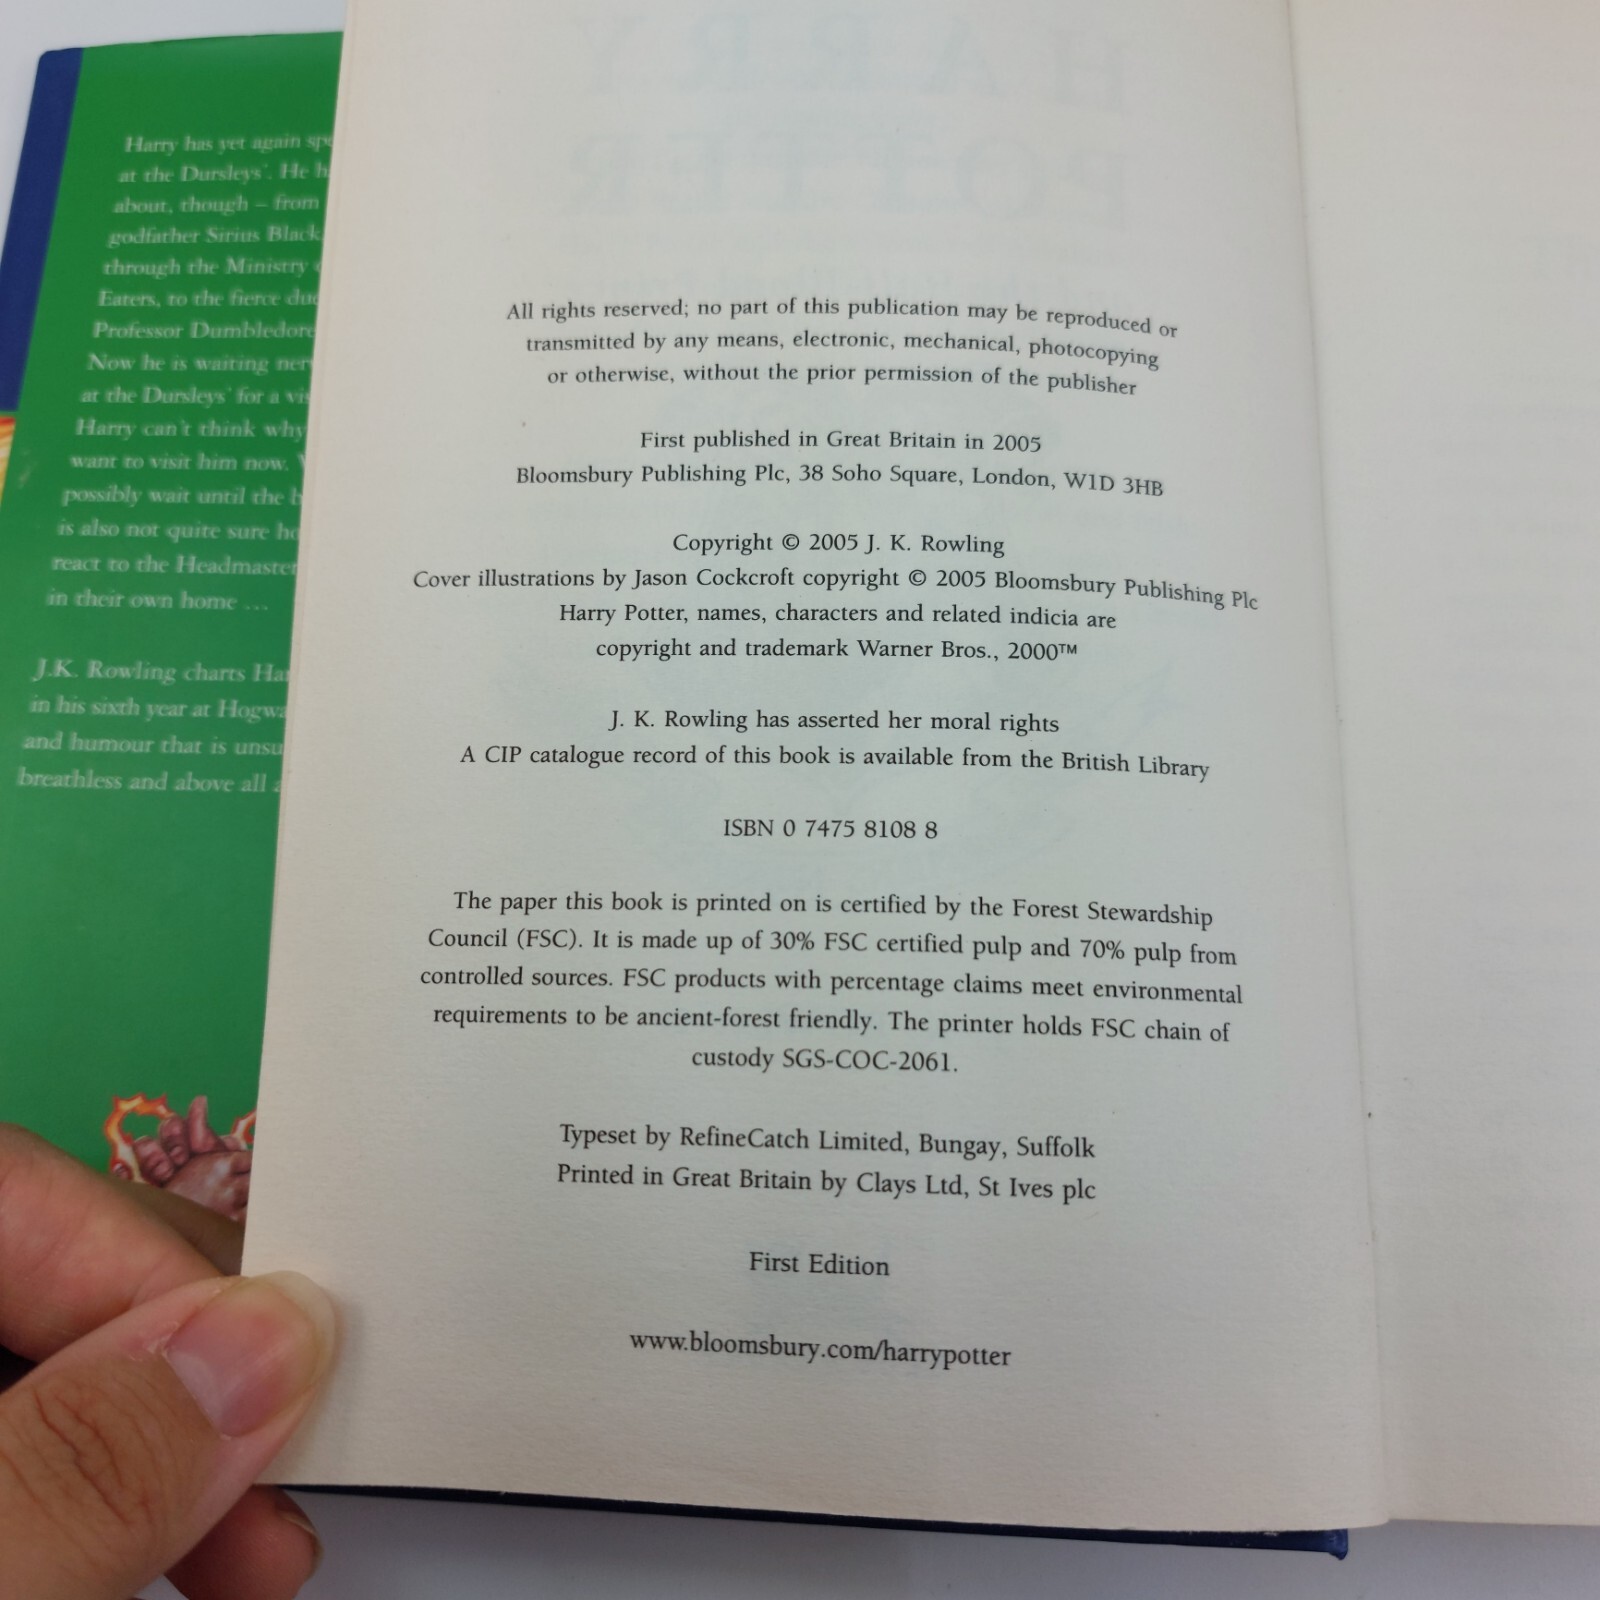 Harry has yet again
at the Dursleys'. He
about, though – from
godfather Sirius Black
through the Ministry
Eaters, to the fierce
Professor Dumbledore
Now he is waiting
at the Dursleys' for a
Harry can't think why
want to visit him now.
possibly wait until the
is also not quite sure
react to the Headmaster
in their own home ...
J.K. Rowling charts
in his sixth year at
and humour that is
breathless and above all
HARRY
POTTER
All rights reserved; no part of this publication may be reproduced or
transmitted by any means, electronic, mechanical, photocopying
or otherwise, without the prior permission of the publisher
First published in Great Britain in 2005
Bloomsbury Publishing Plc, 38 Soho Square, London, W1D 3HB
Copyright © 2005 J. K. Rowling
Cover illustrations by Jason Cockcroft copyright © 2005 Bloomsbury Publishing Plc
Harry Potter, names, characters and related indicia are
copyright and trademark Warner Bros., 2000™
J. K. Rowling has asserted her moral rights
A CIP catalogue record of this book is available from the British Library
ISBN 0 7475 8108 8
The paper this book is printed on is certified by the Forest Stewardship
Council (FSC). It is made up of 30% FSC certified pulp and 70% pulp from
controlled sources. FSC products with percentage claims meet environmental
requirements to be ancient-forest friendly. The printer holds FSC chain of
custody SGS-COC-2061.
Typeset by RefineCatch Limited, Bungay, Suffolk
Printed in Great Britain by Clays Ltd, St Ives plc
First Edition
www.bloomsbury.com/harrypotter